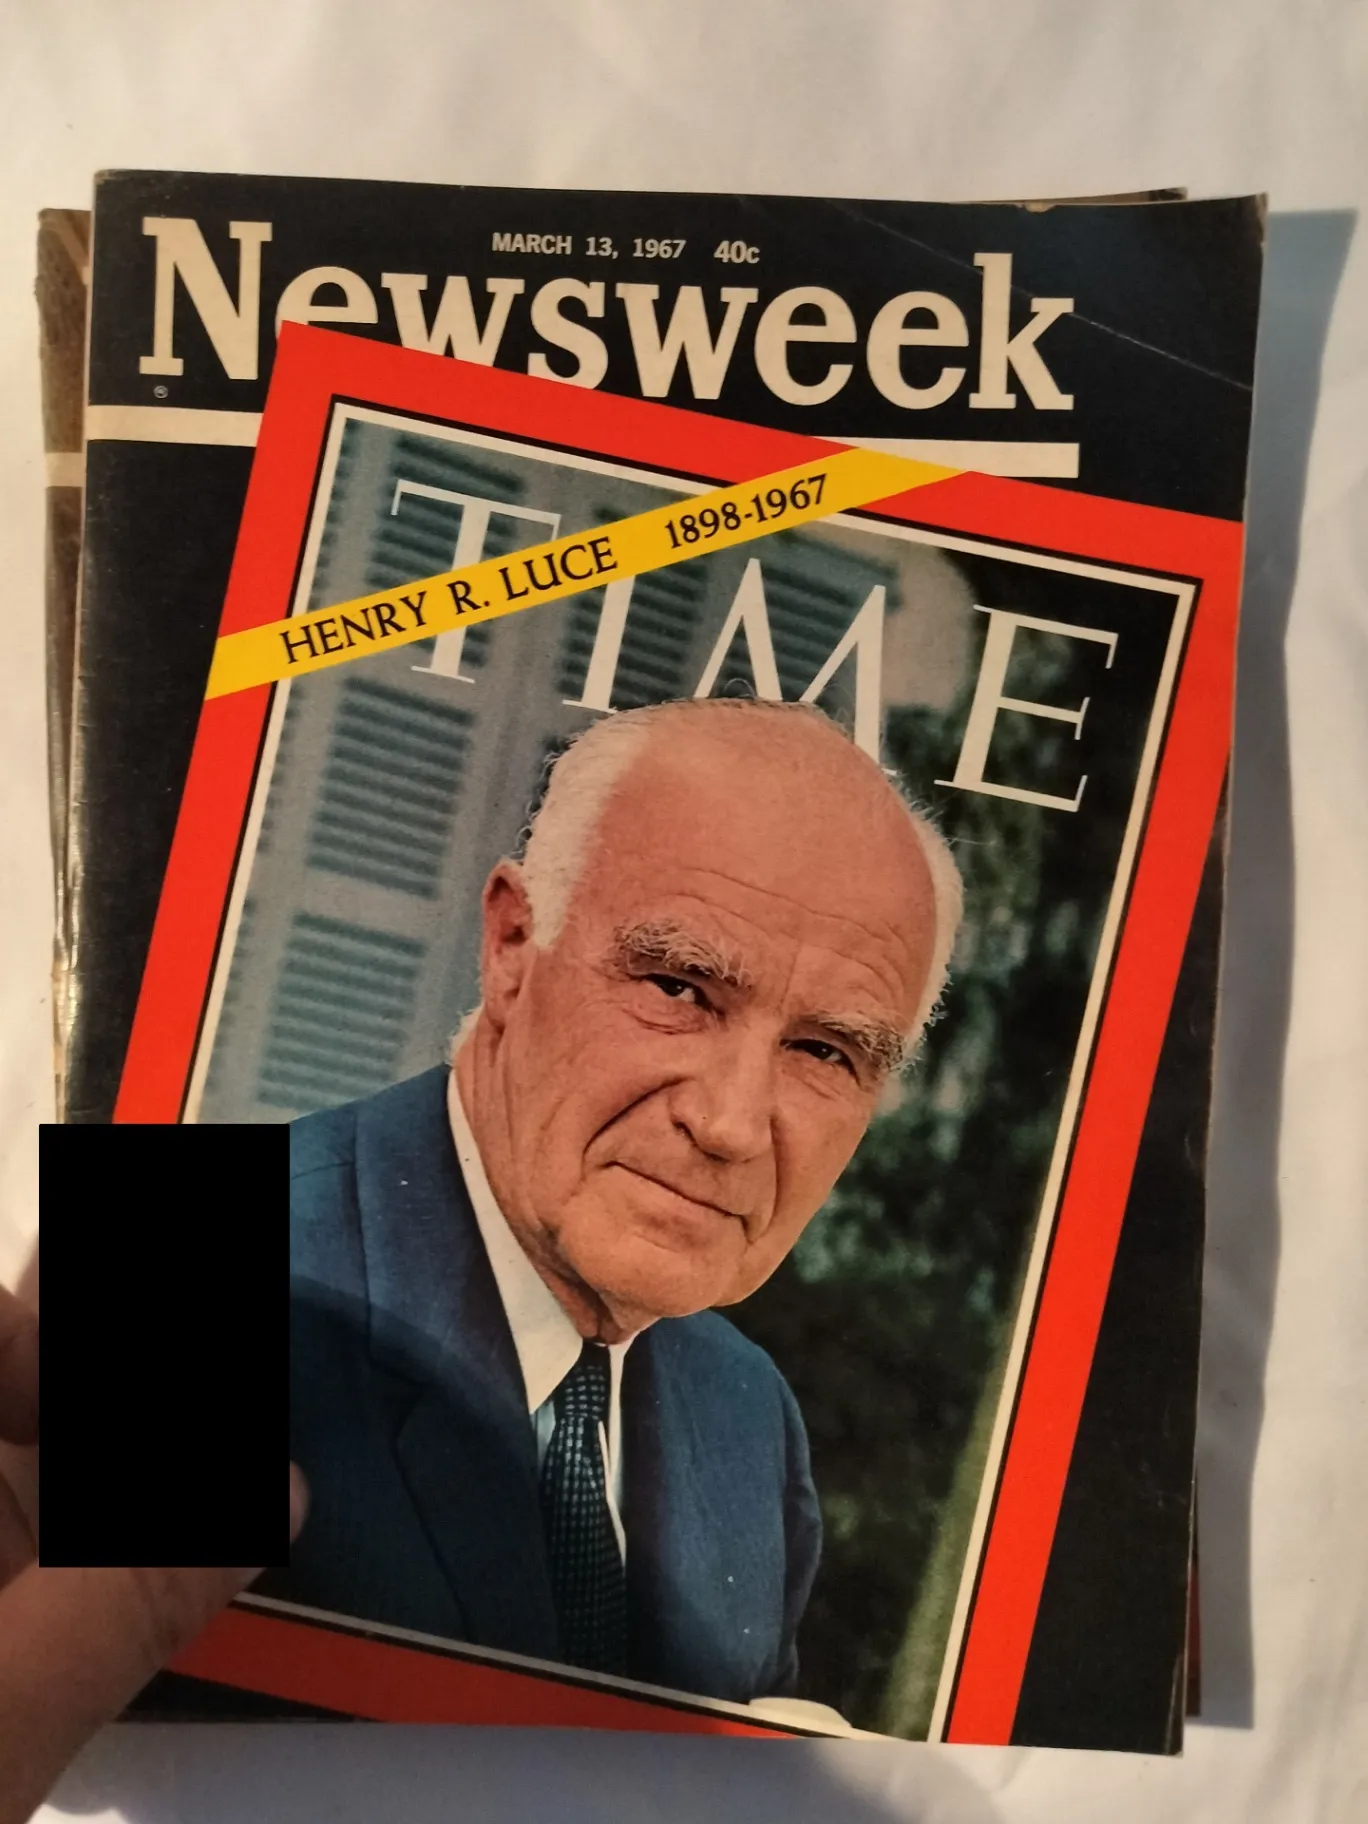 MARCH 13, 1967 40c
Newsweek
®
HENRY R. LUCE 1898-1967
TIME